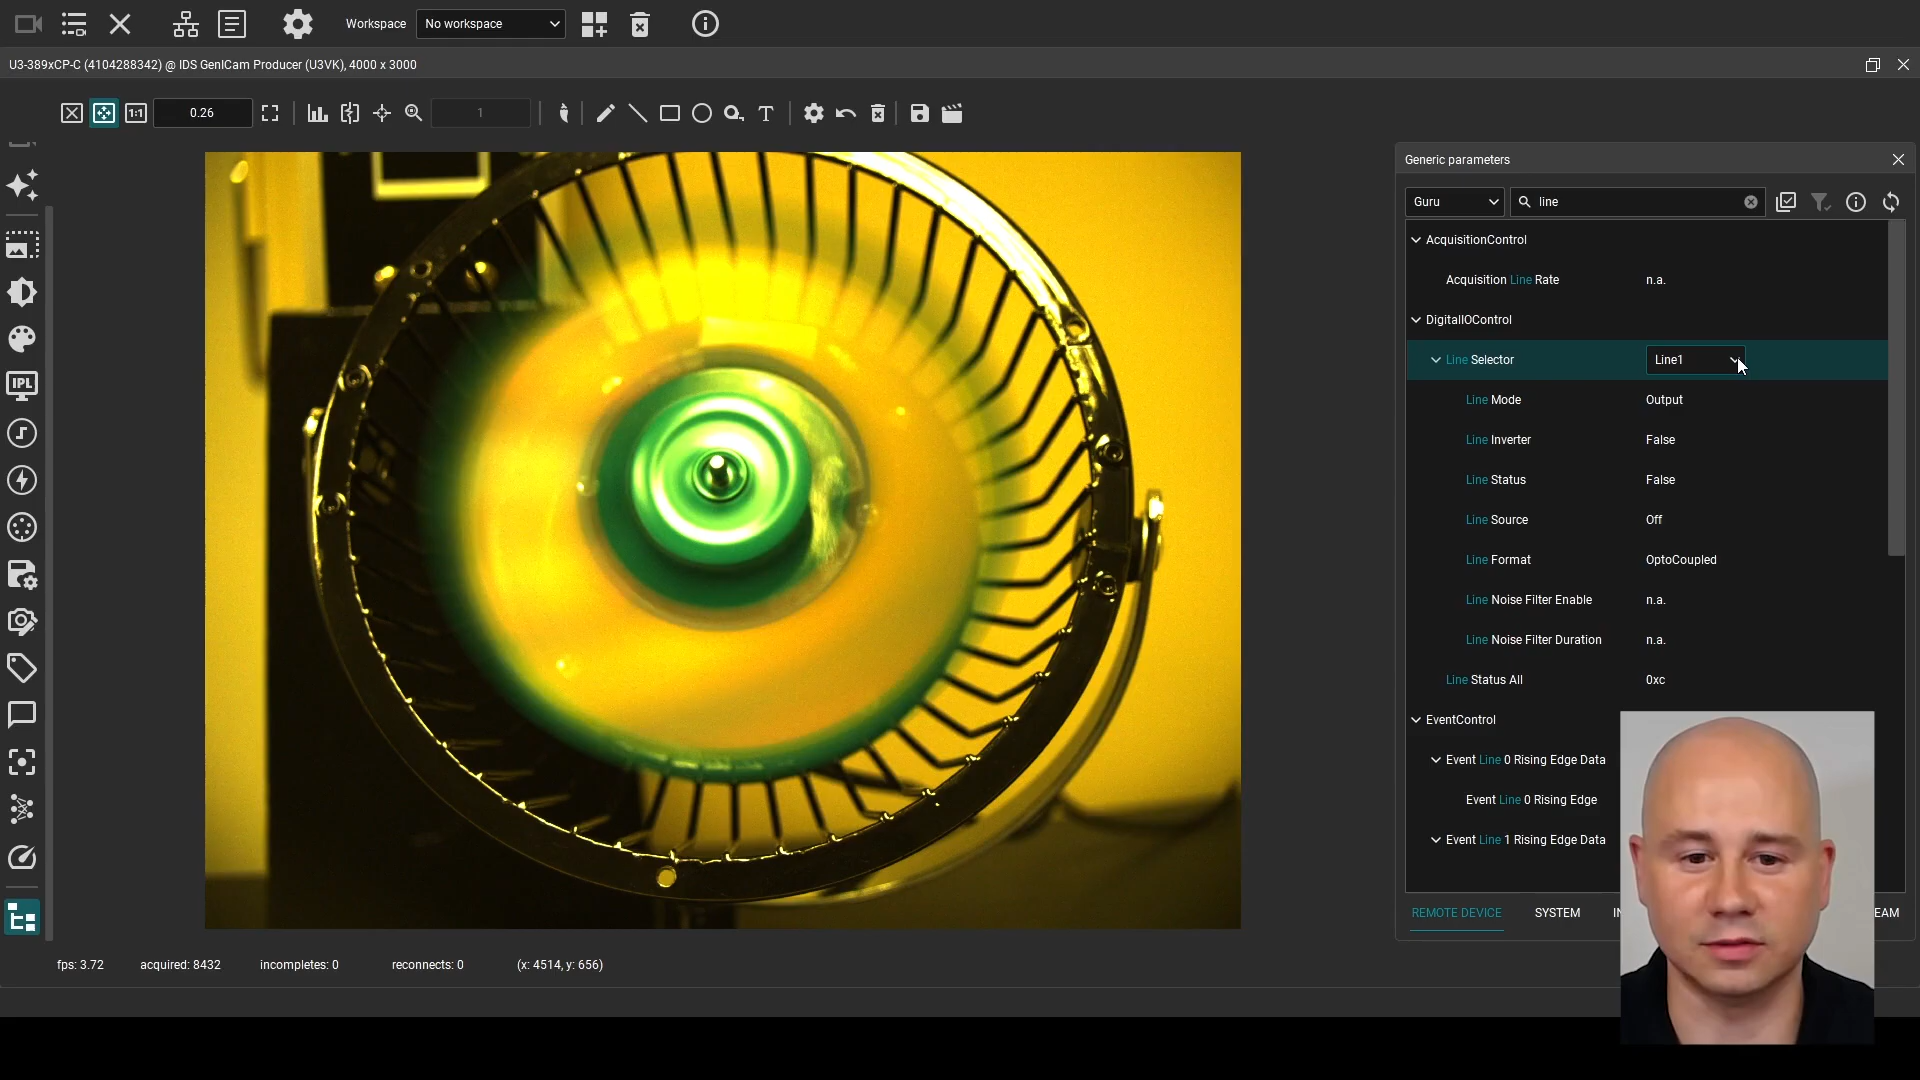 Workspace No workspace
U3-389xCP-C (4104288342) @ IDS GenICam Producer (U3VK), 4000 x 3000
1:1 0.26 1 T
Generic parameters
Guru line
AcquisitionControl
Acquisition Line Rate n.a.
DigitalIOControl
Line Selector Line1
Line Mode Output
Line Inverter False
Line Status False
IPL
Line Source Off
Line Format OptoCoupled
Line Noise Filter Enable n.a.
Line Noise Filter Duration n.a.
Line Status All 0xc
EventControl
Event Line 0 Rising Edge Data
Event Line 0 Rising Edge
Event Line 1 Rising Edge Data
REMOTE DEVICE SYSTEM IN EAM
fps: 3.72 acquired: 8432 incompletes: 0 reconnects: 0 (x: 4514, y: 656)